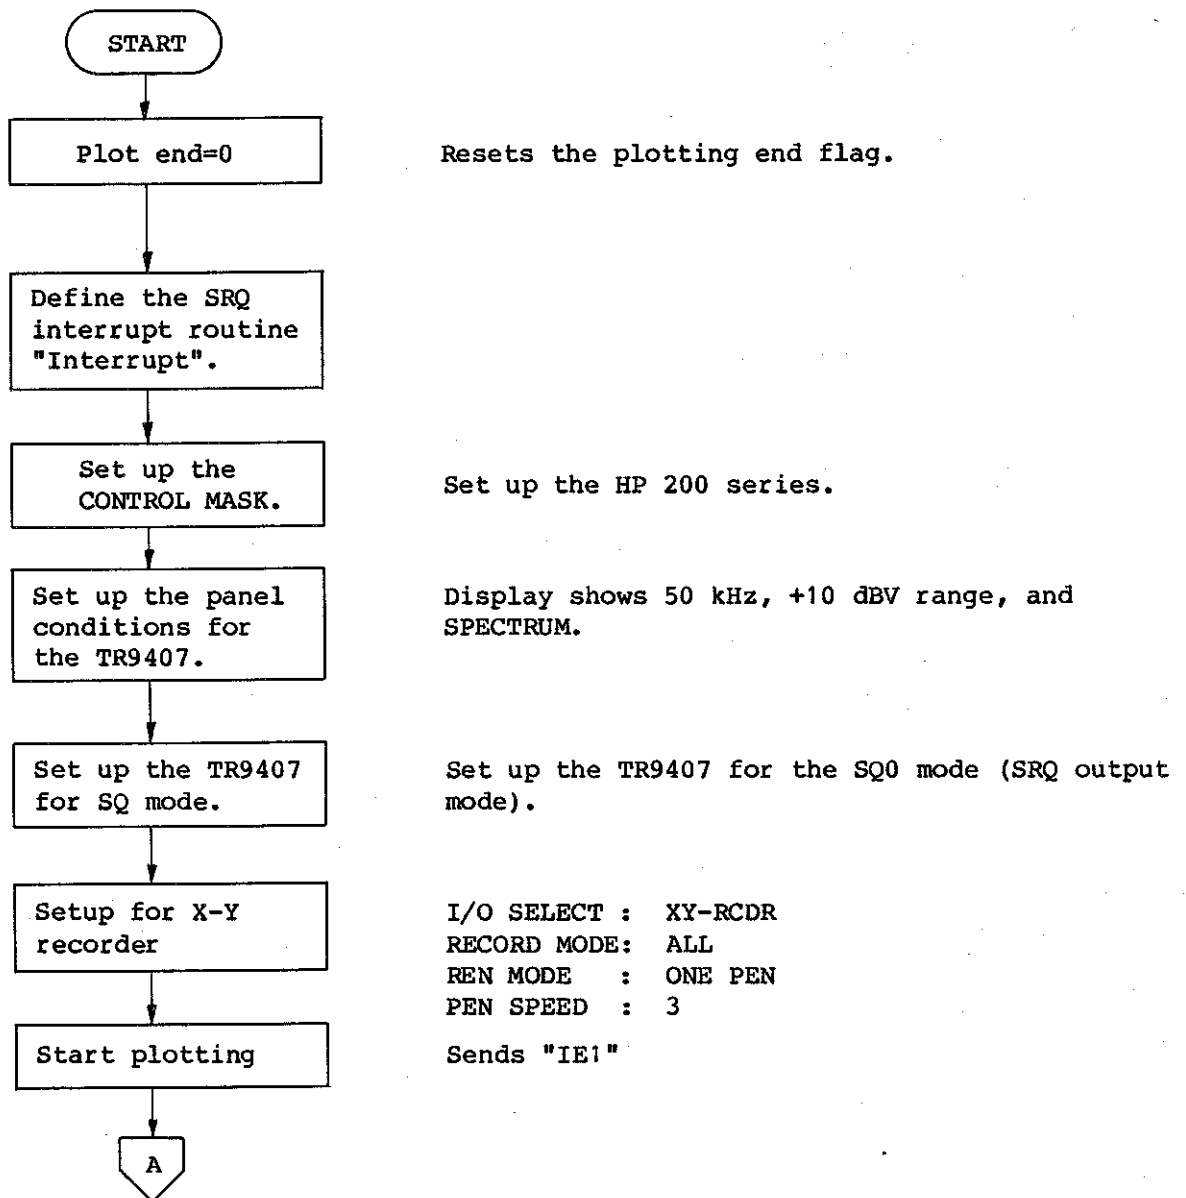 START
Plot end=0
Resets the plotting end flag.
Define the SRQ
interrupt routine
"Interrupt".
Set up the
CONTROL MASK.
Set up the HP 200 series.
Set up the panel
conditions for
the TR9407.
Display shows 50 kHz, +10 dBV range, and
SPECTRUM.
Set up the TR9407
for SQ mode.
Set up the TR9407 for the SQ0 mode (SRQ output
mode).
Setup for X-Y
recorder
I/O SELECT : XY-RCDR
RECORD MODE: ALL
REN MODE : ONE PEN
PEN SPEED : 3
Start plotting
Sends "IE1"
A